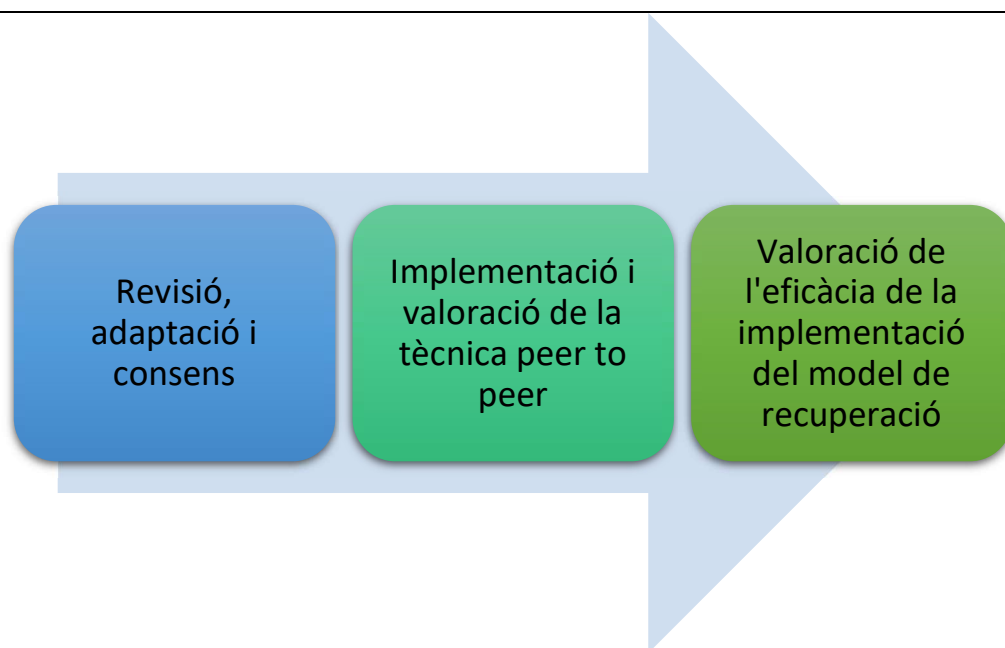 Revisió,
adaptació i
consens
Implementació i
valoració de la
tècnica peer to
peer
Valoració de
l'eficàcia de la
implementació
del model de
recuperació